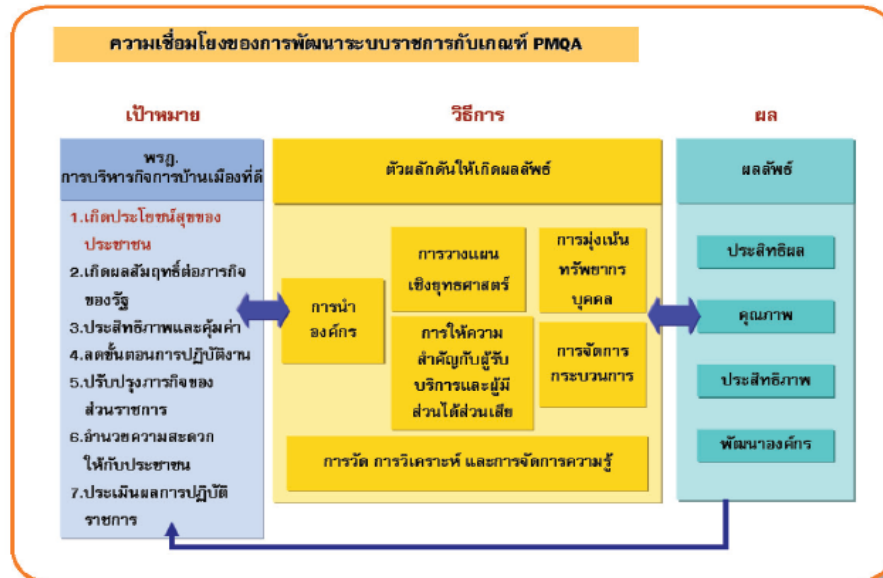 ความเชื่อมโยงของการพัฒนาระบบราชการกับเกณฑ์ PMQA
เป้าหมาย
พรฎ.
การบริหารกิจการบ้านเมืองที่ดี
1.เกิดประโยชน์สุขของ
ประชาชน
2.เกิดผลสัมฤทธิ์ต่อภารกิจ
ของรัฐ
3.ประสิทธิภาพและคุ้มค่า
4.ลดขั้นตอนการปฏิบัติงาน
5.ปรับปรุงภารกิจของ
ส่วนราชการ
6.อำนวยความสะดวก
ให้กับประชาชน
7.ประเมินผลการปฏิบัติ
ราชการ
วิธีการ
ตัวผลักดันให้เกิดผลลัพธ์
การนำ
องค์กร
การวางแผน
เชิงยุทธศาสตร์
การให้ความ
สำคัญกับผู้รับ
บริการและผู้มี
ส่วนได้ส่วนเสีย
การมุ่งเน้น
ทรัพยากร
บุคคล
การจัดการ
กระบวนการ
การวัด การวิเคราะห์ และการจัดการความรู้
ผล
ผลลัพธ์
ประสิทธิผล
คุณภาพ
ประสิทธิภาพ
พัฒนาองค์กร